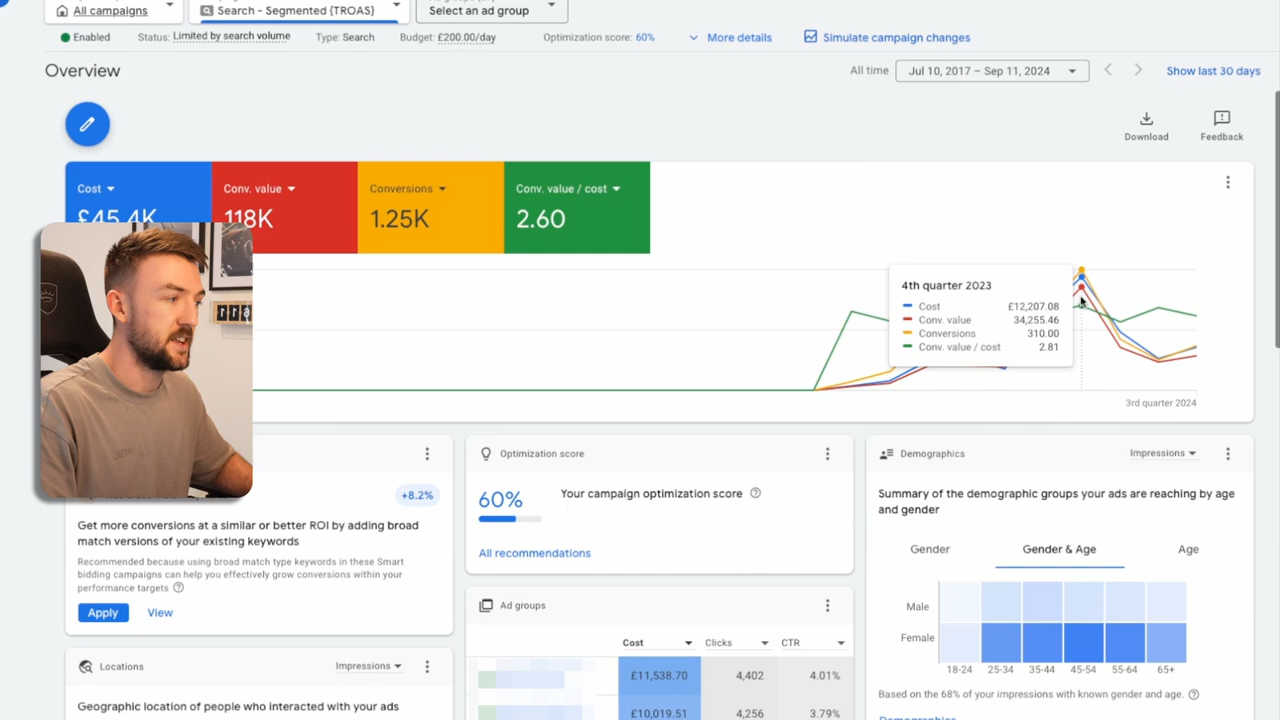 All campaigns
Search - Segmented (TROAS)
Select an ad group
Enabled Status: Limited by search volume Type: Search Budget: £200.00/day Optimization score: 60% More details Simulate campaign changes
Overview
All time Jul 10, 2017 – Sep 11, 2024 Show last 30 days
Download Feedback
Cost Conv. value Conversions Conv. value / cost
£45.4K 118K 1.25K 2.60
4th quarter 2023
Cost £12,207.08
Conv. value 34,255.46
Conversions 310.00
Conv. value / cost 2.81
3rd quarter 2024
+8.2%
Get more conversions at a similar or better ROI by adding broad
match versions of your existing keywords
Recommended because using broad match type keywords in these Smart
bidding campaigns can help you effectively grow conversions within your
performance targets
Apply View
Locations Impressions
Geographic location of people who interacted with your ads
Optimization score
60% Your campaign optimization score
All recommendations
Ad groups
Cost Clicks CTR
£11,538.70 4,402 4.01%
£10,019.51 4,256 3.79%
Demographics Impressions
Summary of the demographic groups your ads are reaching by age
and gender
Gender Gender & Age Age
Male
Female
18-24 25-34 35-44 45-54 55-64 65+
Based on the 68% of your impressions with known gender and age.
Demographics